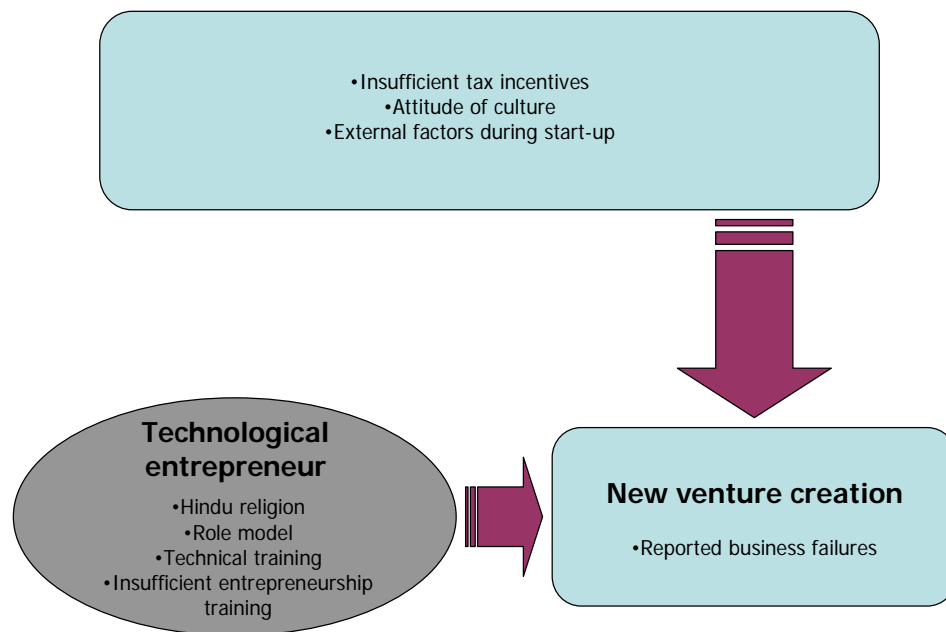 •Insufficient tax incentives
•Attitude of culture
•External factors during start-up
Technological
entrepreneur
•Hindu religion
•Role model
•Technical training
•Insufficient entrepreneurship
training
New venture creation
•Reported business failures